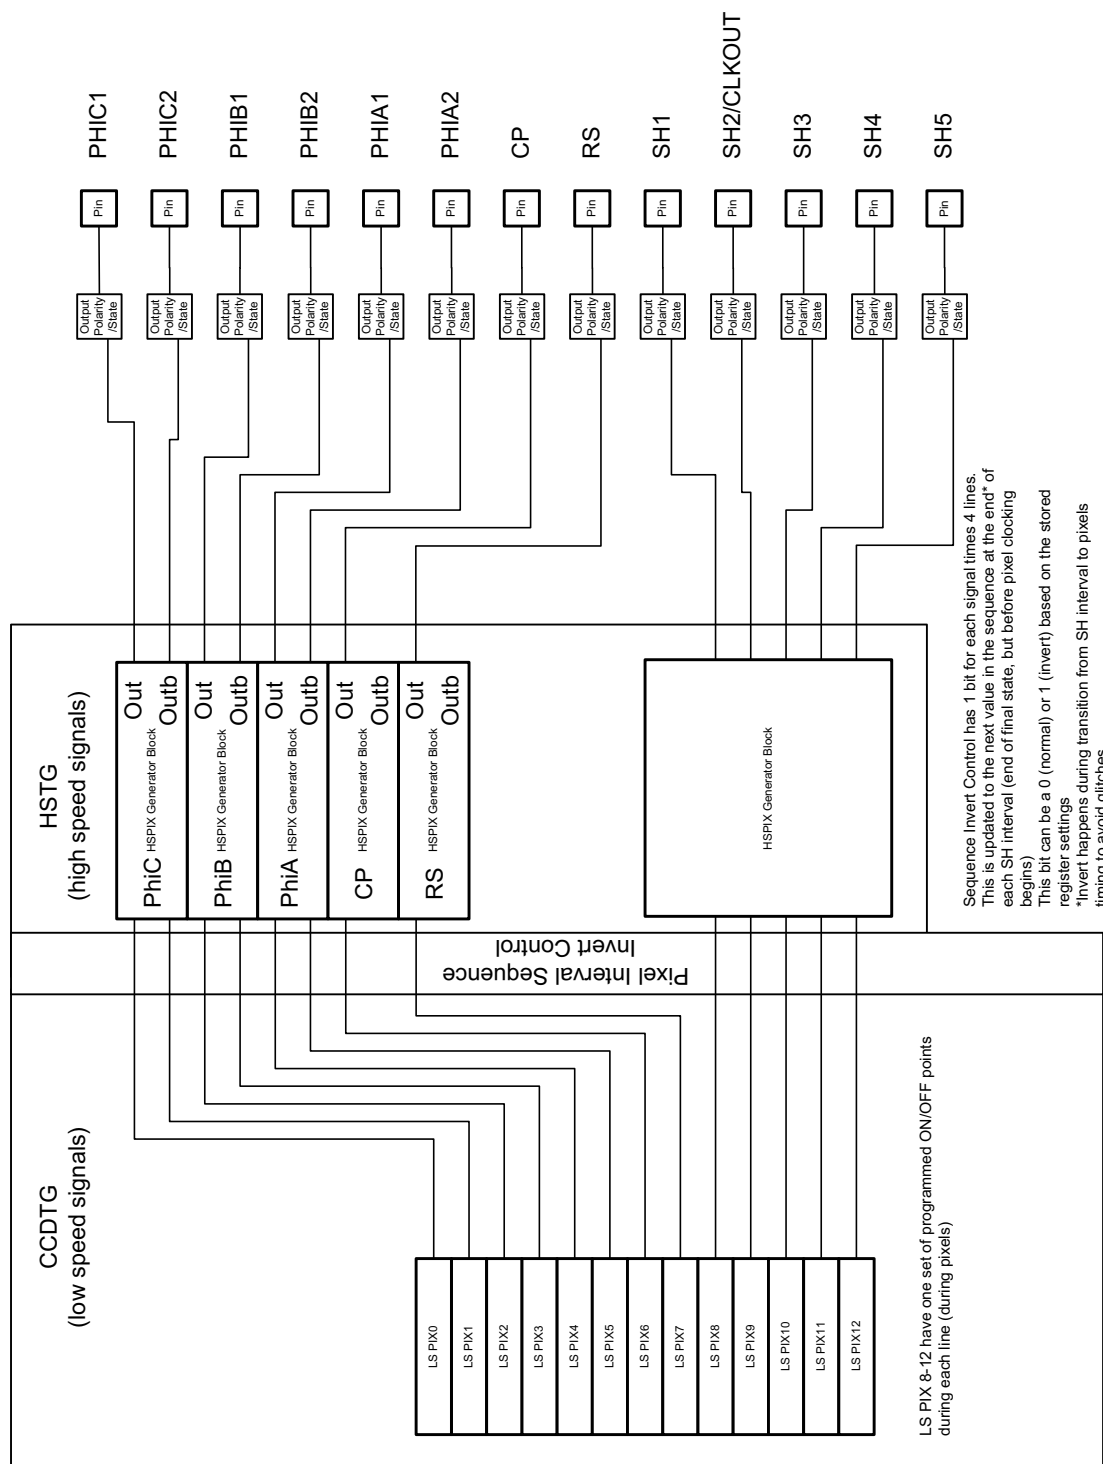 CCDTG
(low speed signals)
LS PIX0
LS PIX1
LS PIX2
LS PIX3
LS PIX4
LS PIX5
LS PIX6
LS PIX7
LS PIX8
LS PIX9
LS PIX10
LS PIX11
LS PIX12
LS PIX 8-12 have one set of programmed ON/OFF points
during each line (during pixels)
Pixel Interval Sequence
Invert Control
HSTG
(high speed signals)
PhiC
HSPIX Generator Block
Out
Outb
PhiB
HSPIX Generator Block
Out
Outb
PhiA
HSPIX Generator Block
Out
Outb
CP
HSPIX Generator Block
Out
Outb
RS
HSPIX Generator Block
Out
Outb
HSPIX Generator Block
Sequence Invert Control has 1 bit for each signal times 4 lines.
This is updated to the next value in the sequence at the end* of
each SH interval (end of final state, but before pixel clocking
begins)
This bit can be a 0 (normal) or 1 (invert) based on the stored
register settings
*Invert happens during transition from SH interval to pixels
timing to avoid glitches
Output
Polarity
/State
Pin
PHIC1
Output
Polarity
/State
Pin
PHIC2
Output
Polarity
/State
Pin
PHIB1
Output
Polarity
/State
Pin
PHIB2
Output
Polarity
/State
Pin
PHIA1
Output
Polarity
/State
Pin
PHIA2
Output
Polarity
/State
Pin
CP
Output
Polarity
/State
Pin
RS
Output
Polarity
/State
Pin
SH1
Output
Polarity
/State
Pin
SH2/CLKOUT
Output
Polarity
/State
Pin
SH3
Output
Polarity
/State
Pin
SH4
Output
Polarity
/State
Pin
SH5